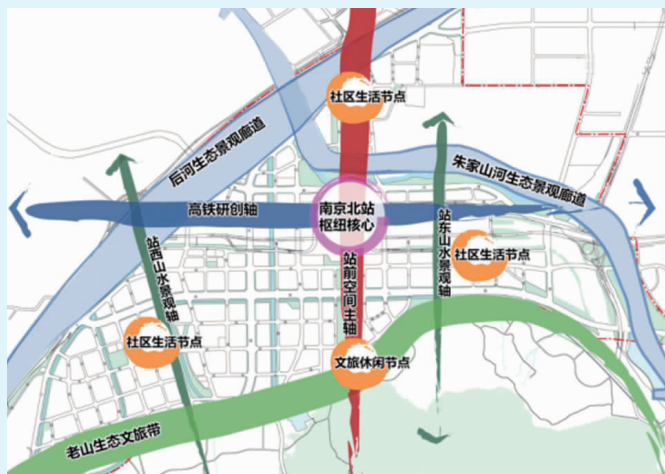 社区生活节点
后河生态景观廊道
朱家山河生态景观廊道
高铁研创轴
南京北站
枢纽核心
站东山水景观轴
站西山水景观轴
站前空间主轴
社区生活节点
社区生活节点
文旅休闲节点
老山生态文旅带